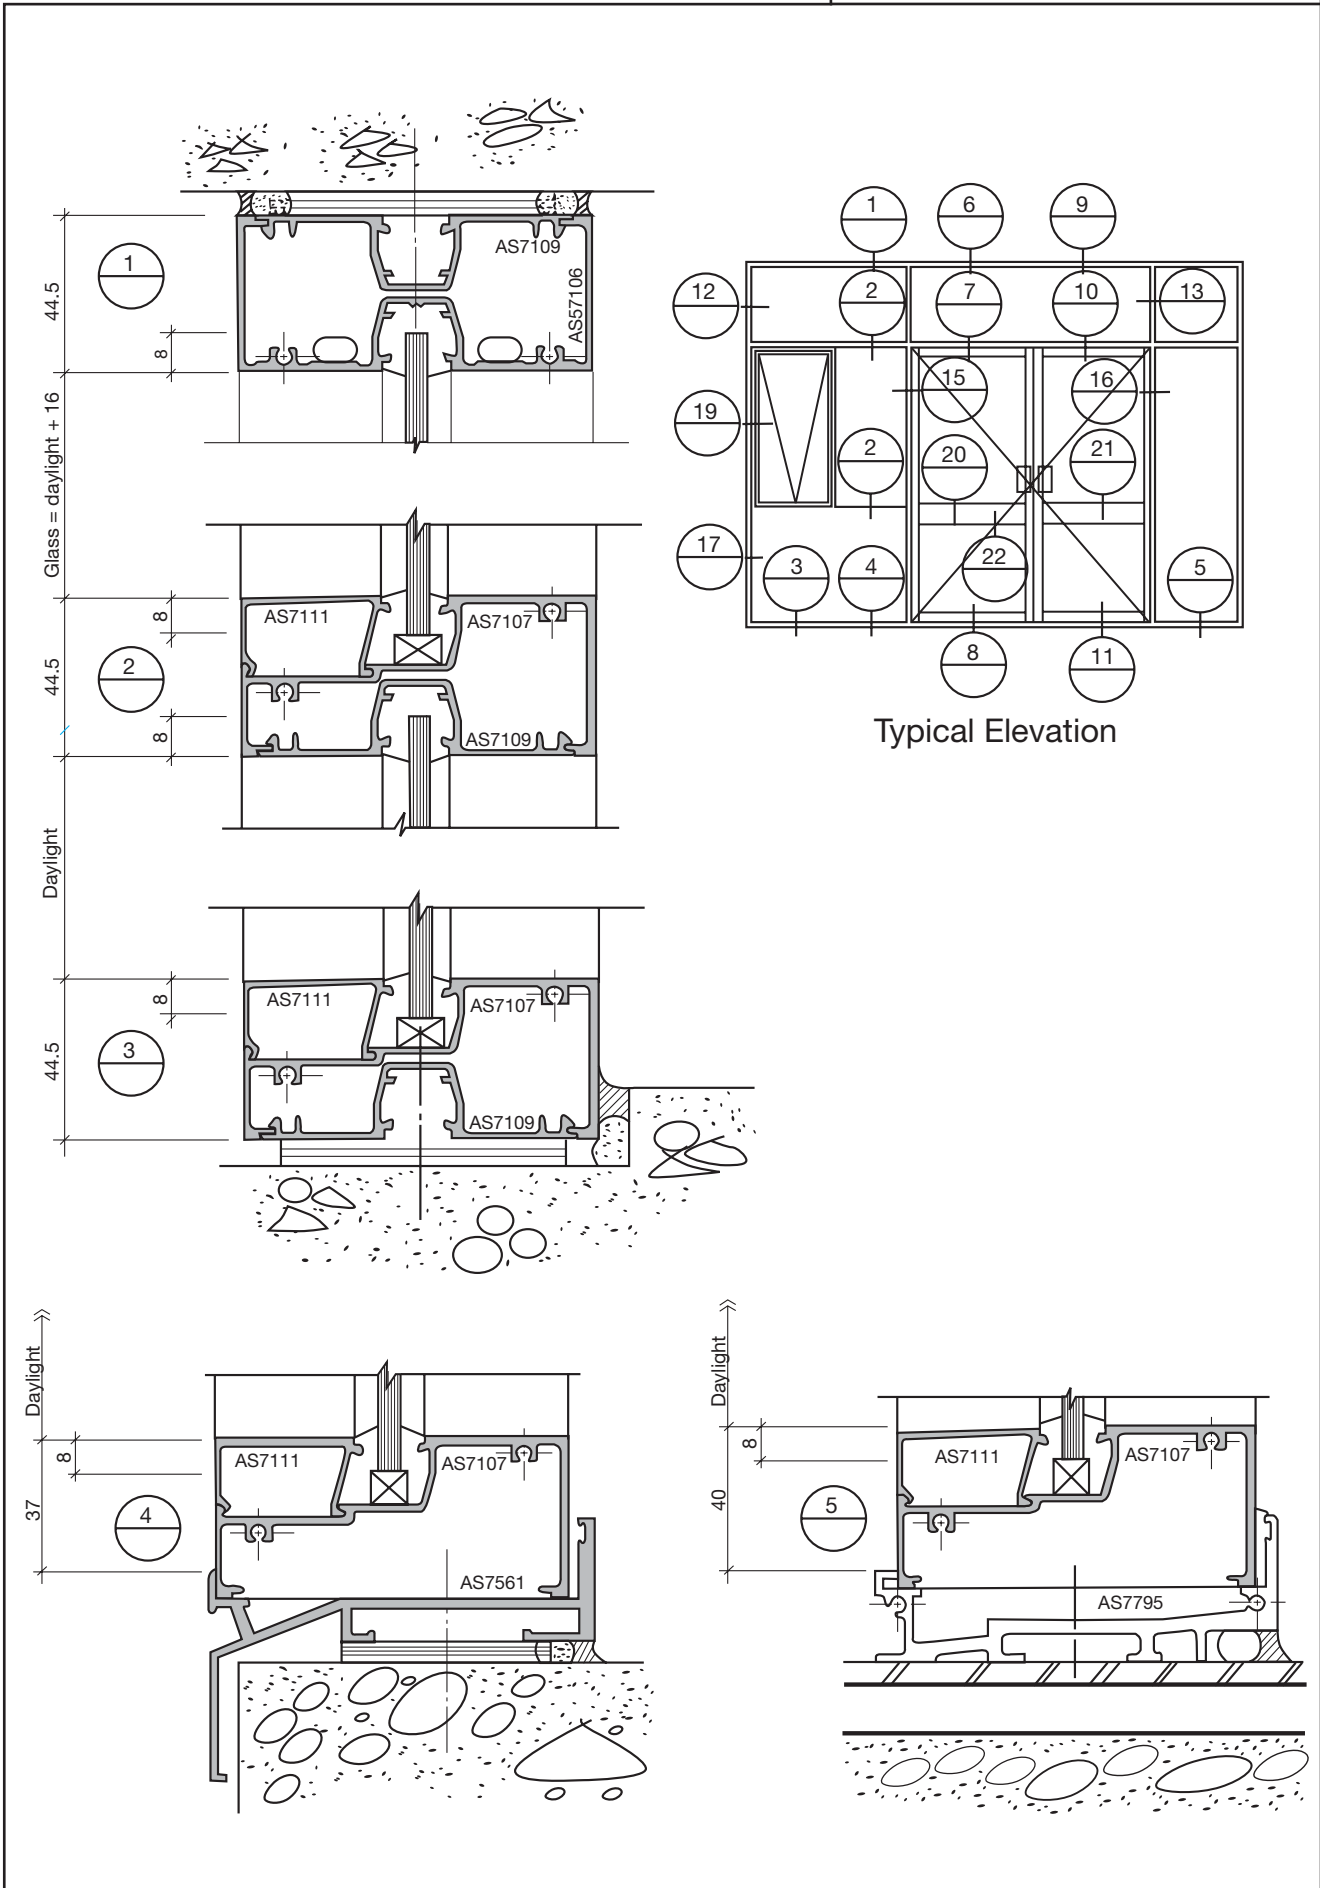 1
44.5
8
AS7109
AS57106
Glass = daylight + 16
2
44.5
8
8
AS7111
AS7107
AS7109
Daylight
3
44.5
8
AS7111
AS7107
AS7109
1
6
9
12
2
7
10
13
15
16
19
2
20
21
17
3
4
22
5
8
11
Typical Elevation
Daylight
8
37
4
AS7111
AS7107
AS7561
Daylight
8
40
5
AS7111
AS7107
AS7795